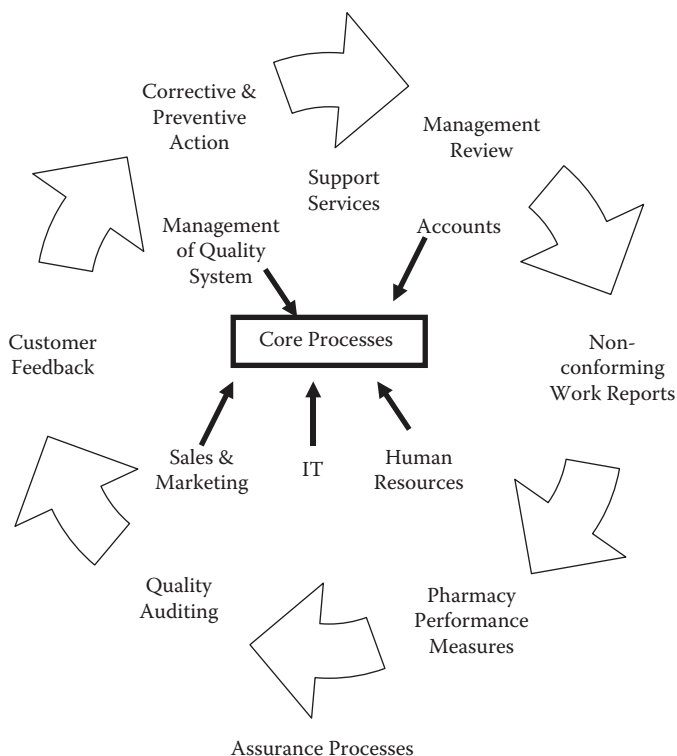 Corrective &
Preventive
Action
Management
Review
Support
Services
Management
of Quality
System
Accounts
Core Processes
Customer
Feedback
Non-
conforming
Work Reports
Sales &
Marketing
IT
Human
Resources
Quality
Auditing
Pharmacy
Performance
Measures
Assurance Processes